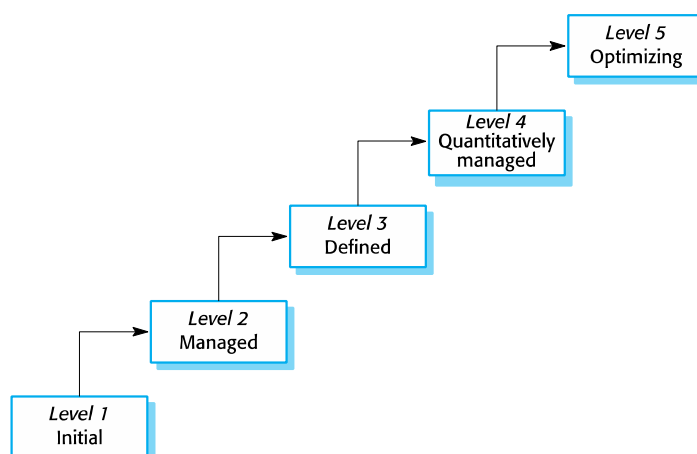 Level 5
Optimizing
Level 4
Quantitatively
managed
Level 3
Defined
Level 2
Managed
Level 1
Initial